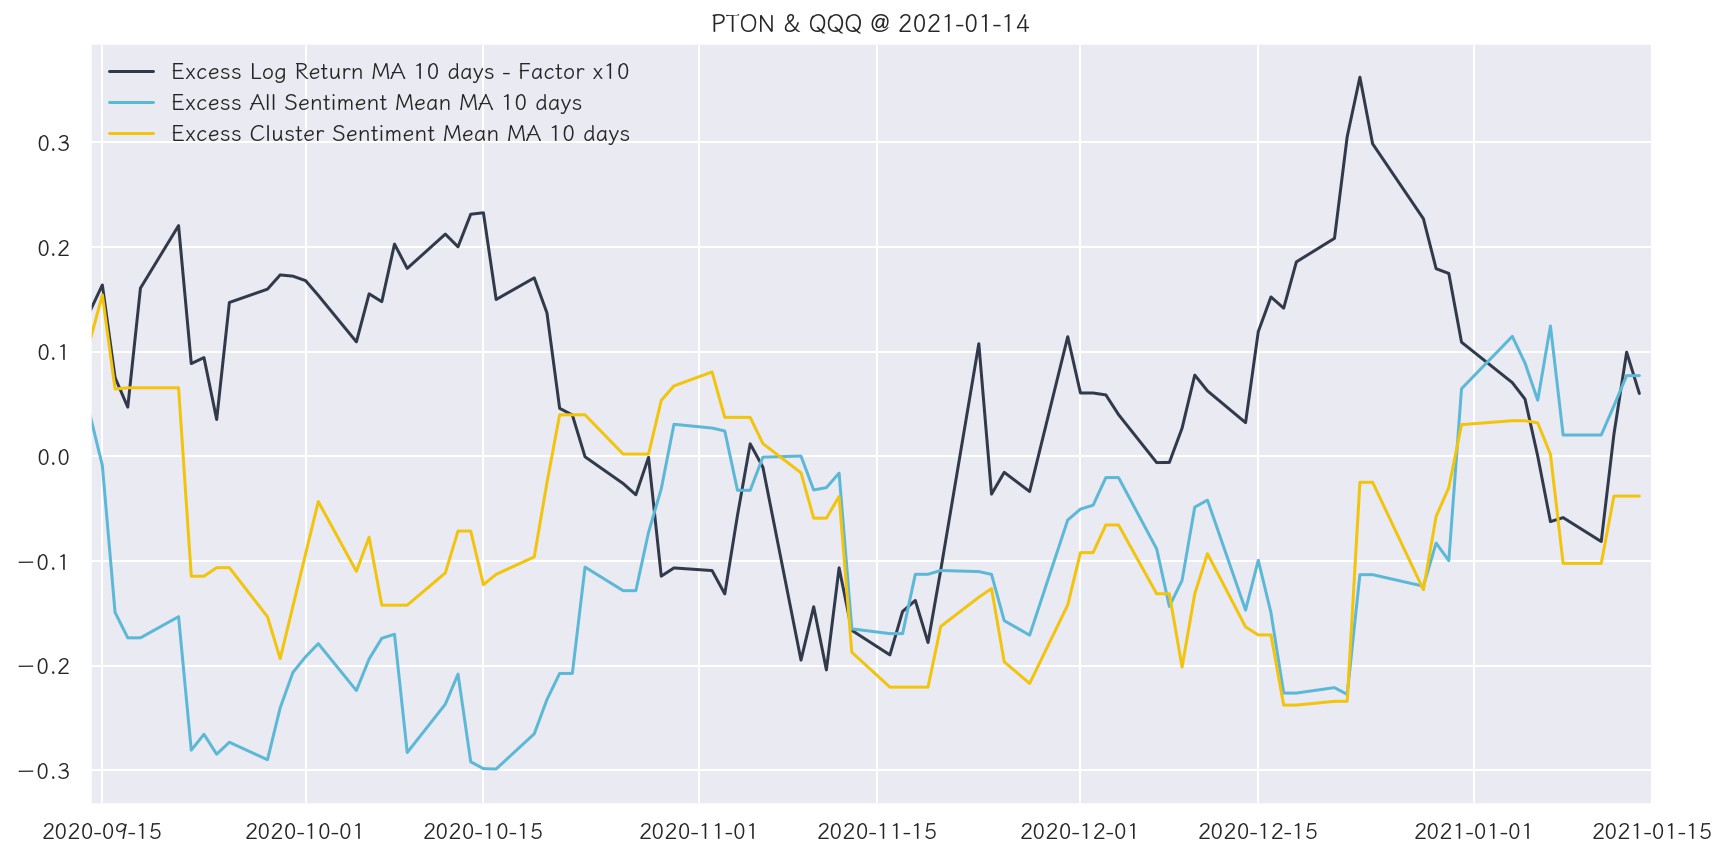 PTON & QQQ @ 2021-01-14
Excess Log Return MA 10 days - Factor x10
Excess All Sentiment Mean MA 10 days
Excess Cluster Sentiment Mean MA 10 days
0.3
0.2
0.1
0.0
−0.1
−0.2
−0.3
2020-09-15 2020-10-01 2020-10-15 2020-11-01 2020-11-15 2020-12-01 2020-12-15 2021-01-01 2021-01-15